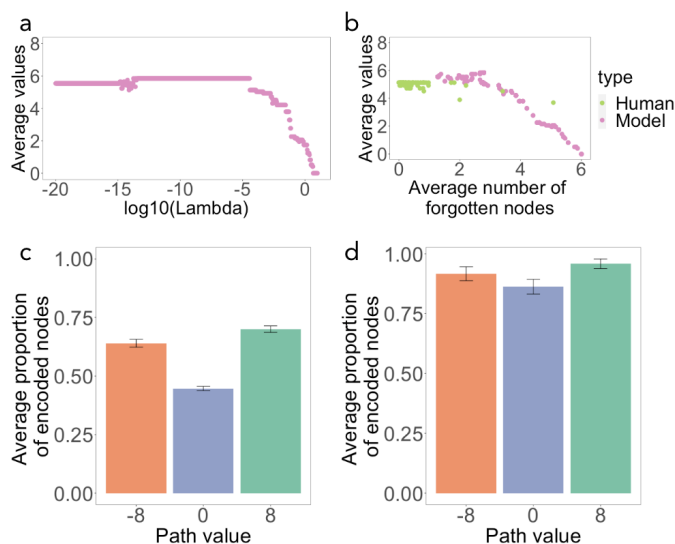 a
Average values
8
6
4
2
0
-20
-15
-10
-5
0
log10(Lambda)
b
Average values
8
6
4
2
0
0
2
4
6
Average number of
forgotten nodes
type
Human
Model
c
Average proportion
of encoded nodes
1.00
0.75
0.50
0.25
0.00
-8
0
8
Path value
d
Average proportion
of encoded nodes
1.00
0.75
0.50
0.25
0.00
-8
0
8
Path value